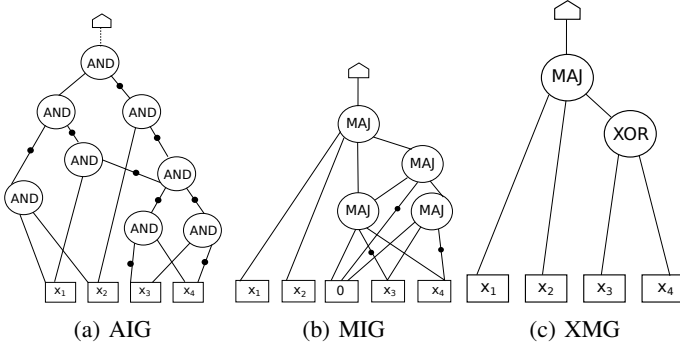 AND
AND AND
AND
AND
AND
AND AND
x1 x2 x3 x4
(a) AIG
MAJ
MAJ
MAJ MAJ
x1 x2 0 x3 x4
(b) MIG
MAJ
XOR
x1 x2 x3 x4
(c) XMG